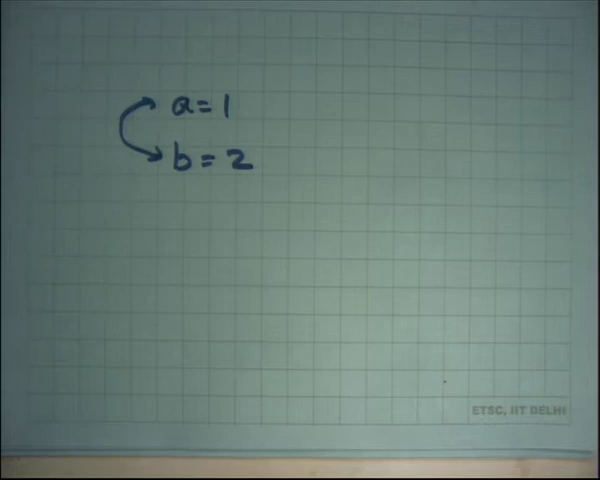 a = 1
b = 2
ETSC, IIT DELHI